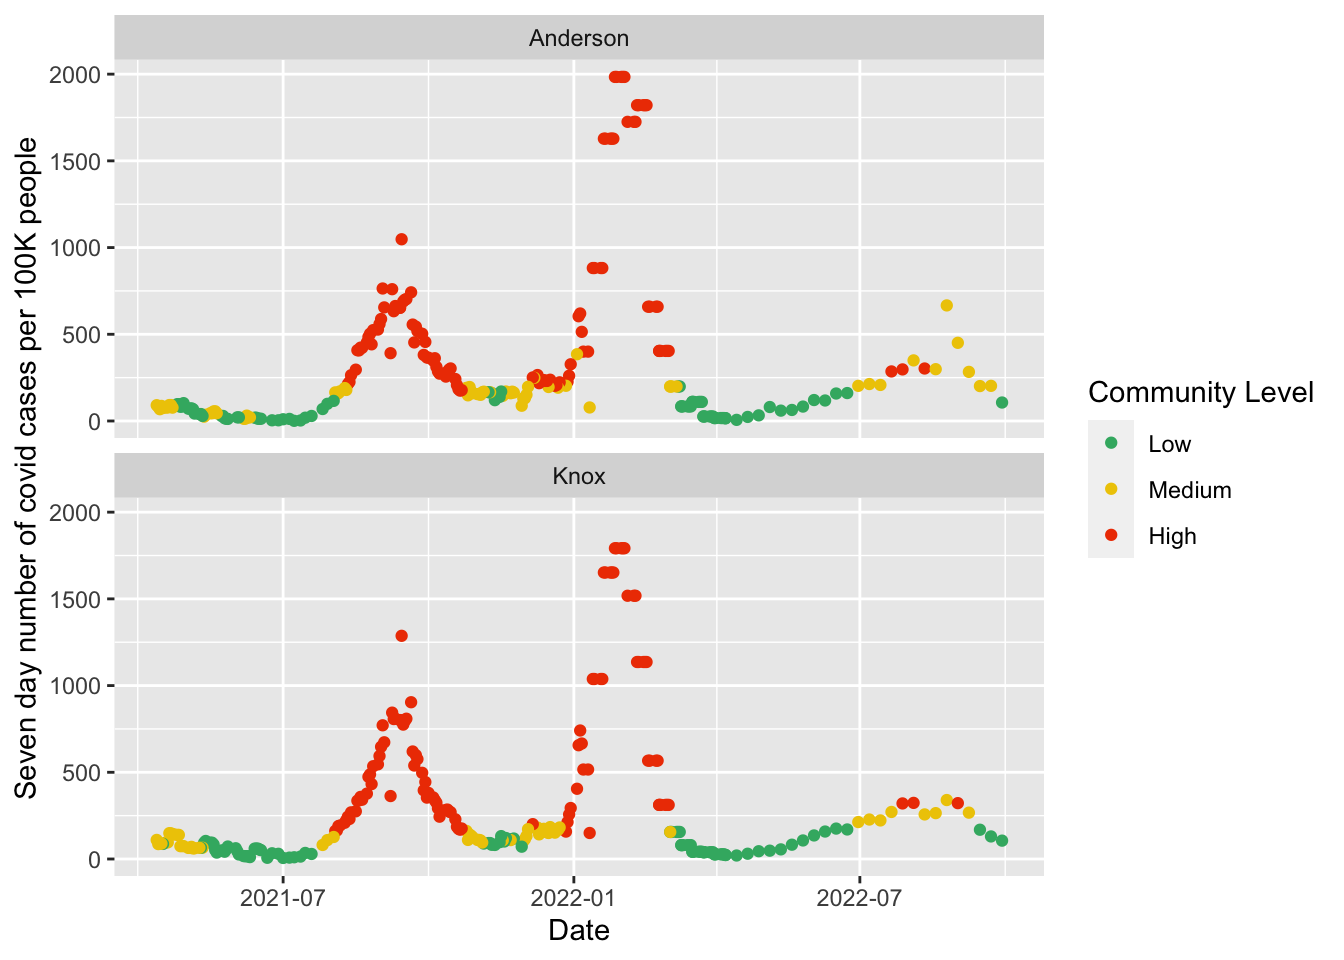 Anderson
2000
1500
1000
500
0
Knox
2000
1500
1000
500
0
2021-07 2022-01 2022-07
Date
Seven day number of covid cases per 100K people
Community Level
Low
Medium
High